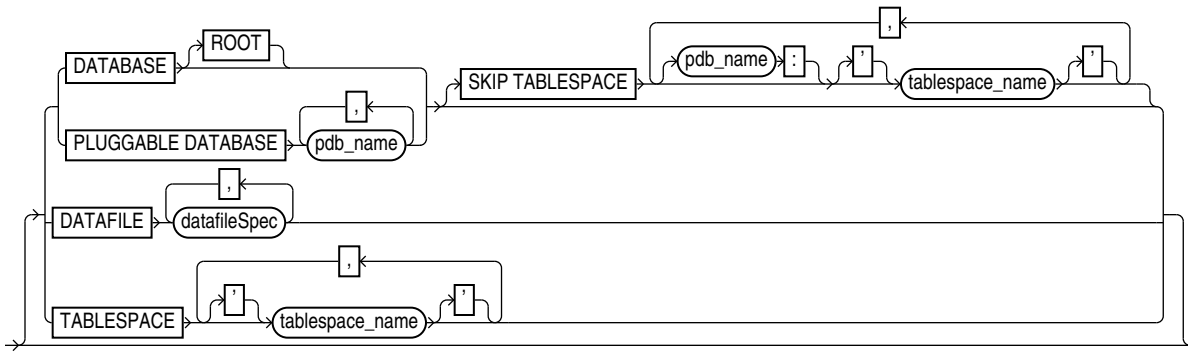 ,
ROOT
DATABASE
SKIP TABLESPACE
pdb_name : ' tablespace_name '
,
PLUGGABLE DATABASE pdb_name
,
DATAFILE datafileSpec
,
' '
TABLESPACE tablespace_name